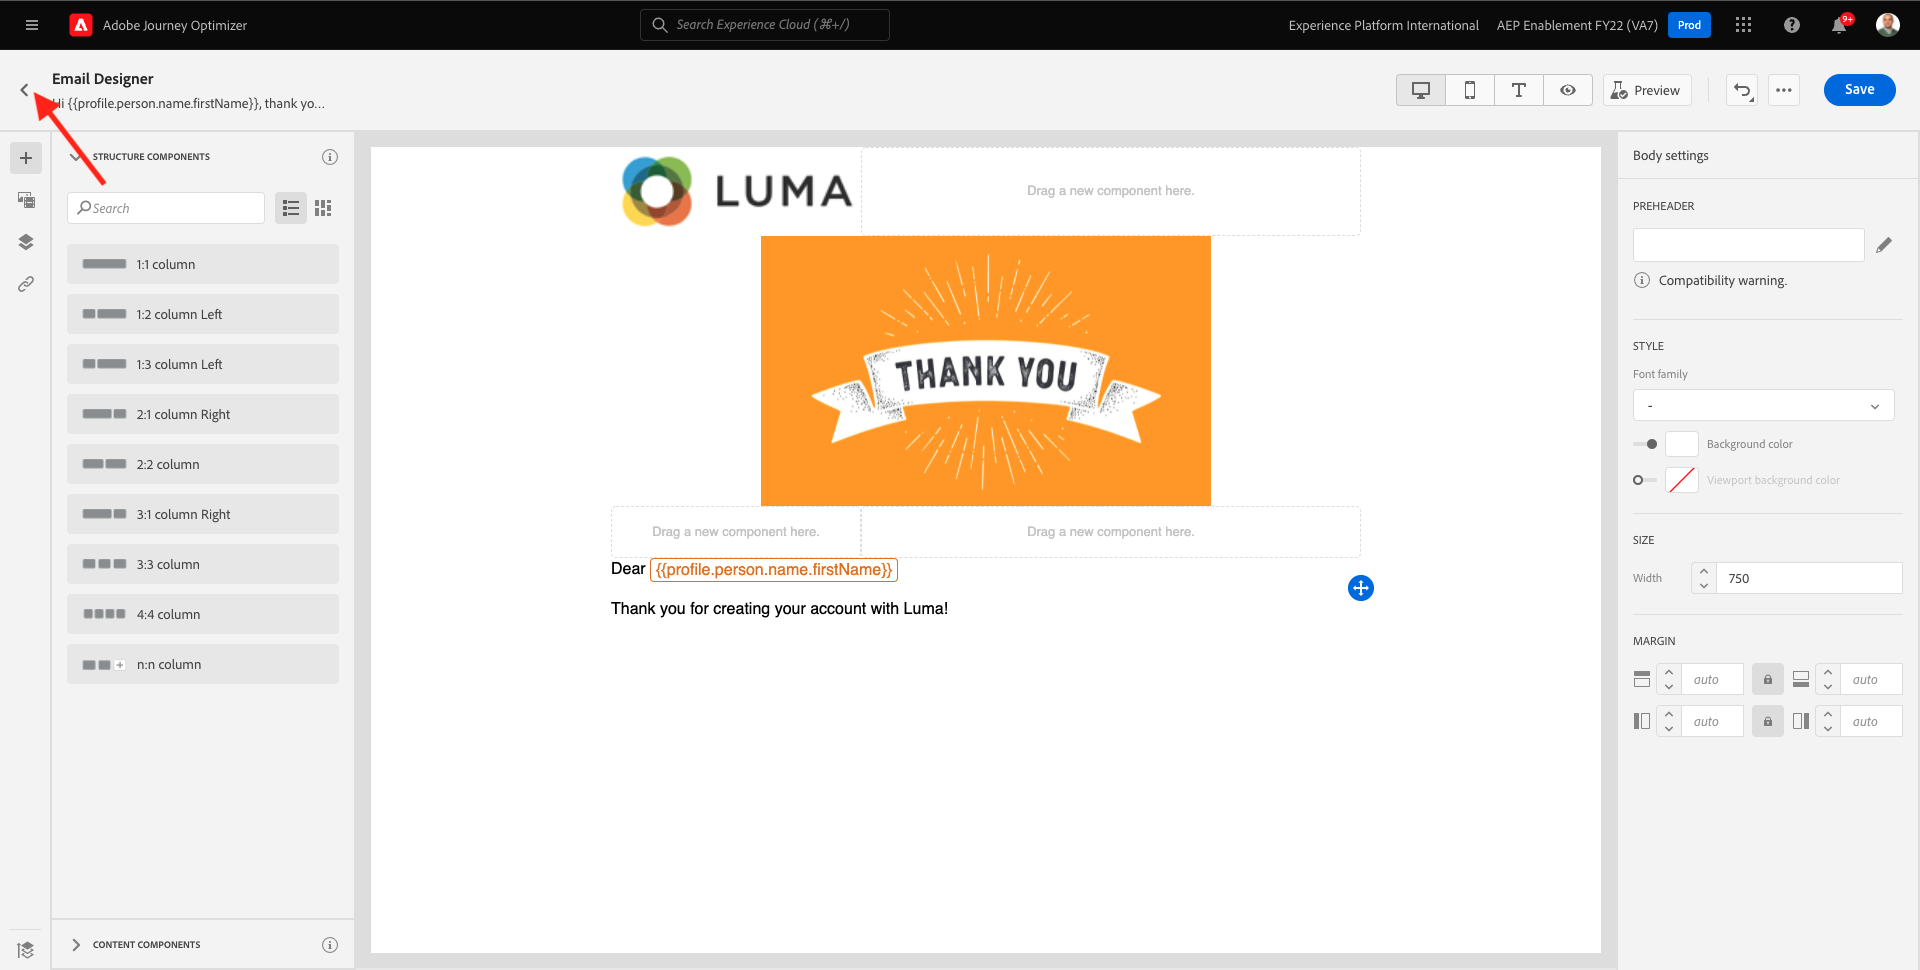 Adobe Journey Optimizer
Search Experience Cloud (⌘+/)
Experience Platform International
AEP Enablement FY22 (VA7)
Prod
9+
Email Designer
Hi {{profile.person.name.firstName}}, thank yo...
Preview
Save
STRUCTURE COMPONENTS
Search
1:1 column
1:2 column Left
1:3 column Left
2:1 column Right
2:2 column
3:1 column Right
3:3 column
4:4 column
n:n column
CONTENT COMPONENTS
LUMA
Drag a new component here.
THANK YOU
Drag a new component here.
Drag a new component here.
Dear {{profile.person.name.firstName}}
Thank you for creating your account with Luma!
Body settings
PREHEADER
Compatibility warning.
STYLE
Font family
-
Background color
Viewport background color
SIZE
Width
750
MARGIN
auto
auto
auto
auto